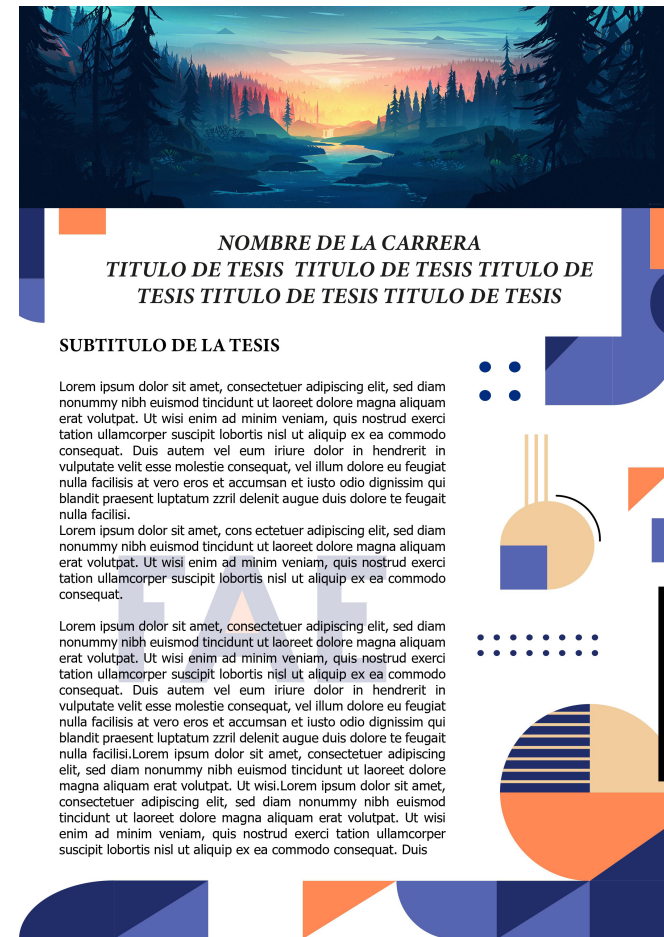 NOMBRE DE LA CARRERA
TITULO DE TESIS TITULO DE TESIS TITULO DE
TESIS TITULO DE TESIS TITULO DE TESIS
SUBTITULO DE LA TESIS
Lorem ipsum dolor sit amet, consectetuer adipiscing elit, sed diam
nonummy nibh euismod tincidunt ut laoreet dolore magna aliquam
erat volutpat. Ut wisi enim ad minim veniam, quis nostrud exerci
tation ullamcorper suscipit lobortis nisl ut aliquip ex ea commodo
consequat. Duis autem vel eum iriure dolor in hendrerit in
vulputate velit esse molestie consequat, vel illum dolore eu feugiat
nulla facilisis at vero eros et accumsan et iusto odio dignissim qui
blandit praesent luptatum zzril delenit augue duis dolore te feugait
nulla facilisi.
Lorem ipsum dolor sit amet, cons ectetuer adipiscing elit, sed diam
nonummy nibh euismod tincidunt ut laoreet dolore magna aliquam
erat volutpat. Ut wisi enim ad minim veniam, quis nostrud exerci
tation ullamcorper suscipit lobortis nisl ut aliquip ex ea commodo
consequat.
FAE
Lorem ipsum dolor sit amet, consectetuer adipiscing elit, sed diam
nonummy nibh euismod tincidunt ut laoreet dolore magna aliquam
erat volutpat. Ut wisi enim ad minim veniam, quis nostrud exerci
tation ullamcorper suscipit lobortis nisl ut aliquip ex ea commodo
consequat. Duis autem vel eum iriure dolor in hendrerit in
vulputate velit esse molestie consequat, vel illum dolore eu feugiat
nulla facilisis at vero eros et accumsan et iusto odio dignissim qui
blandit praesent luptatum zzril delenit augue duis dolore te feugait
nulla facilisi.Lorem ipsum dolor sit amet, consectetuer adipiscing
elit, sed diam nonummy nibh euismod tincidunt ut laoreet dolore
magna aliquam erat volutpat. Ut wisi.Lorem ipsum dolor sit amet,
consectetuer adipiscing elit, sed diam nonummy nibh euismod
tincidunt ut laoreet dolore magna aliquam erat volutpat. Ut wisi
enim ad minim veniam, quis nostrud exerci tation ullamcorper
suscipit lobortis nisl ut aliquip ex ea commodo consequat. Duis